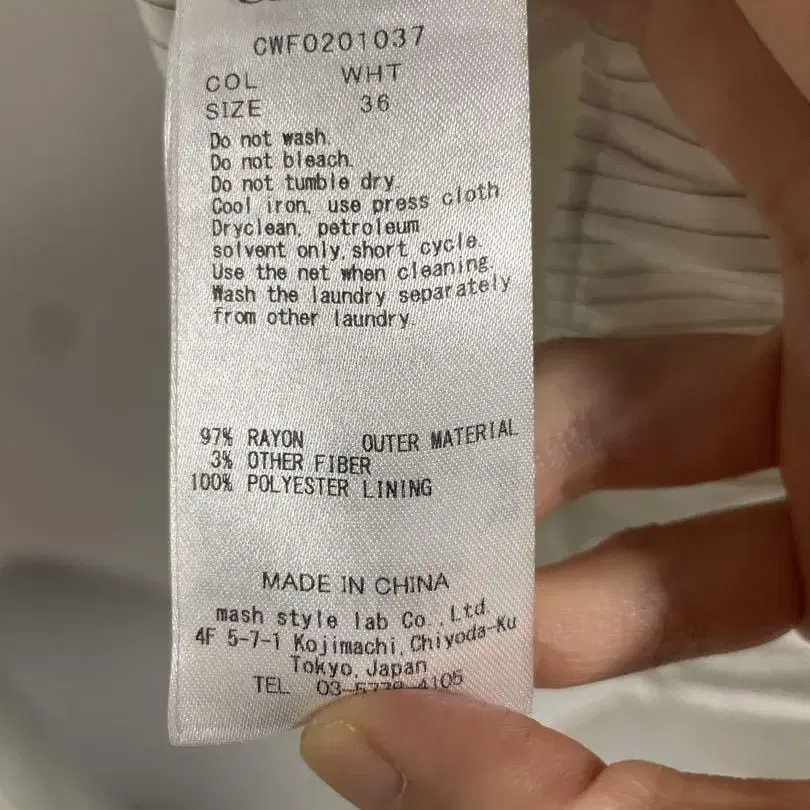 CWF0201037
COL WHT
SIZE 36
Do not wash.
Do not bleach.
Do not tumble dry.
Cool iron, use press cloth
Dryclean, petroleum
solvent only, short cycle.
Use the net when cleaning.
Wash the laundry separately
from other laundry.
97% RAYON OUTER MATERIAL
3% OTHER FIBER
100% POLYESTER LINING
MADE IN CHINA
mash style lab Co.,Ltd.
4F 5-7-1 Kojimachi, Chiyoda-Ku
Tokyo, Japan
TEL 03- 4105